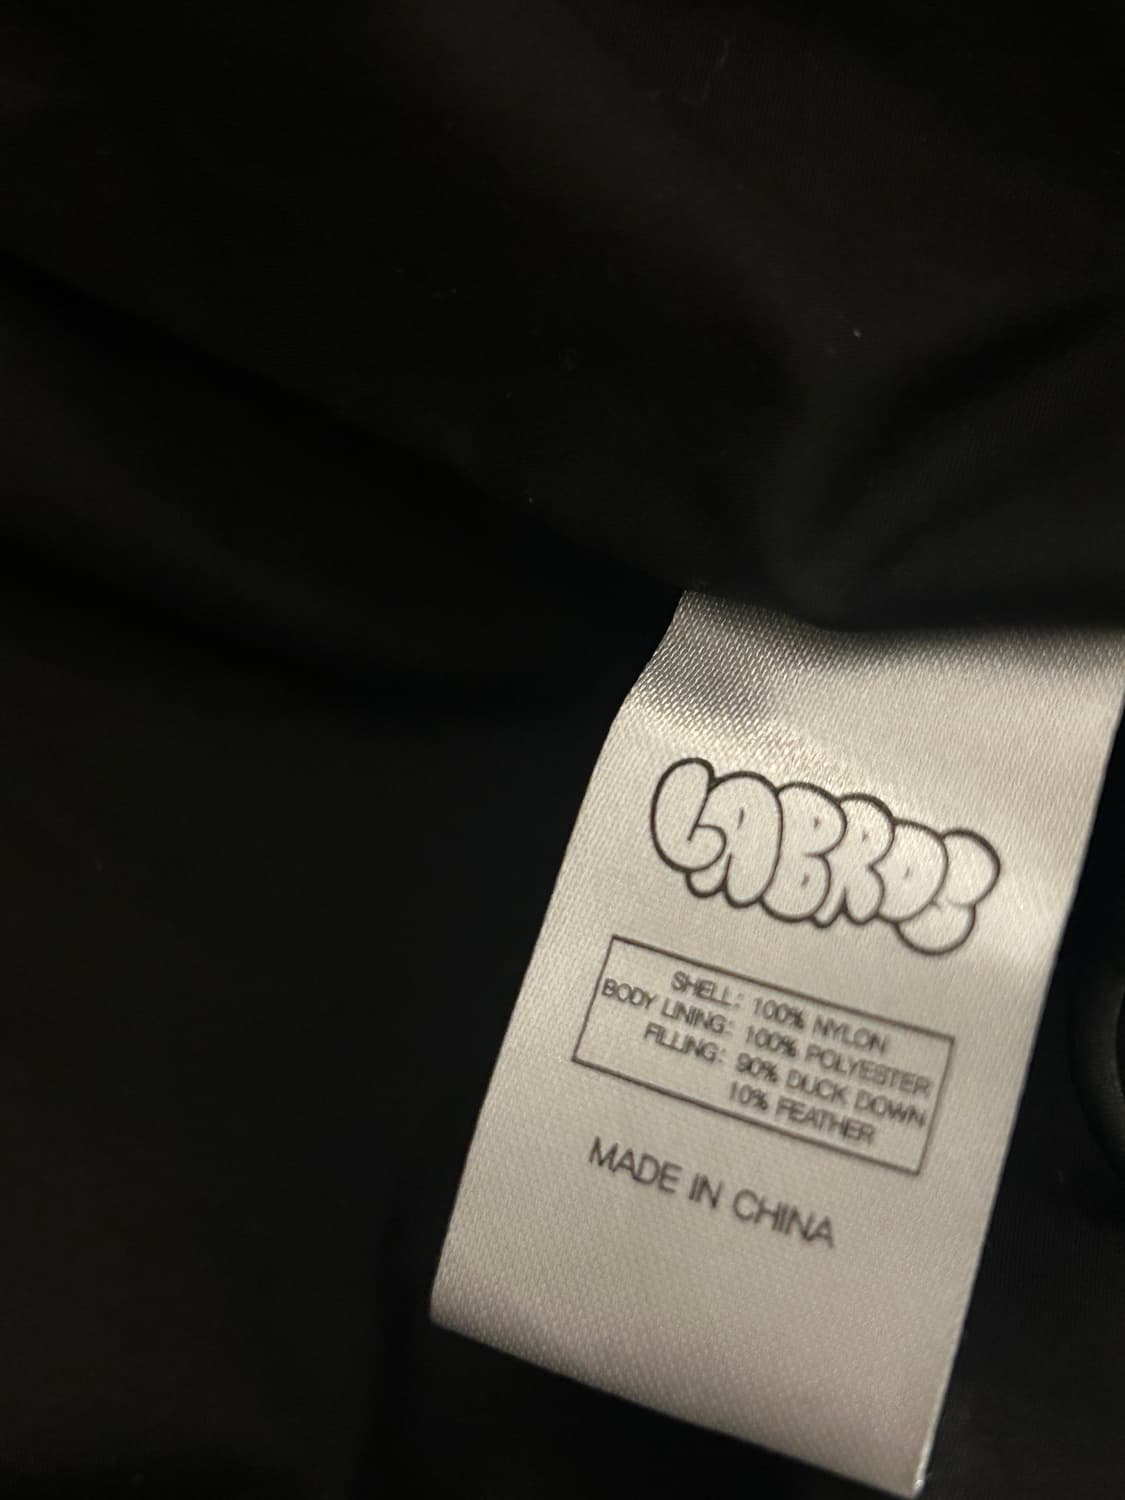 LABROS
SHELL: 100% NYLON
BODY LINING: 100% POLYESTER
FILLING: 90% DUCK DOWN
10% FEATHER
MADE IN CHINA